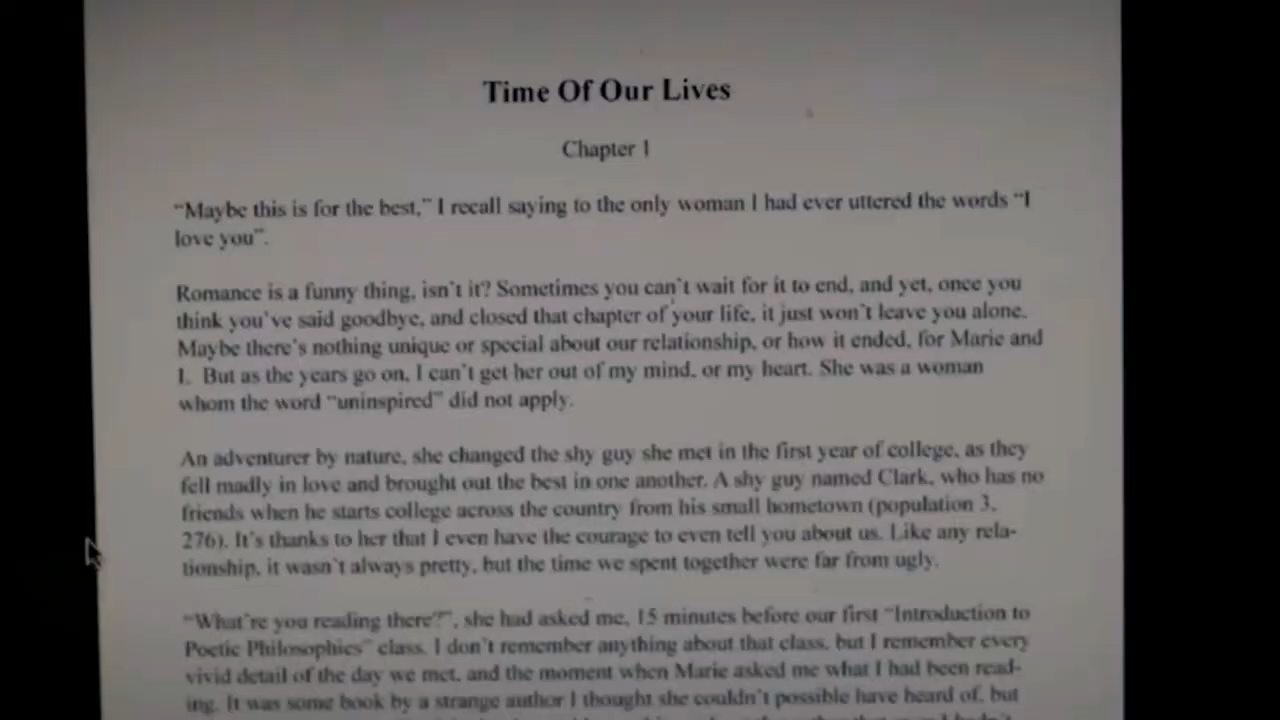 Time Of Our Lives
Chapter 1
“Maybe this is for the best,” I recall saying to the only woman I had ever uttered the words “I
love you”.
Romance is a funny thing, isn’t it? Sometimes you can’t wait for it to end, and yet, once you
think you’ve said goodbye, and closed that chapter of your life, it just won’t leave you alone.
Maybe there’s nothing unique or special about our relationship, or how it ended, for Marie and
I.  But as the years go on, I can’t get her out of my mind, or my heart. She was a woman
whom the word “uninspired” did not apply.
An adventurer by nature, she changed the shy guy she met in the first year of college, as they
fell madly in love and brought out the best in one another. A shy guy named Clark, who has no
friends when he starts college across the country from his small hometown (population 3,
276). It’s thanks to her that I even have the courage to even tell you about us. Like any rela-
tionship, it wasn’t always pretty, but the time we spent together were far from ugly.
“What’re you reading there?”, she had asked me, 15 minutes before our first “Introduction to
Poetic Philosophies” class. I don’t remember anything about that class, but I remember every
vivid detail of the day we met, and the moment when Marie asked me what I had been read-
ing. It was some book by a strange author I thought she couldn’t possible have heard of, but